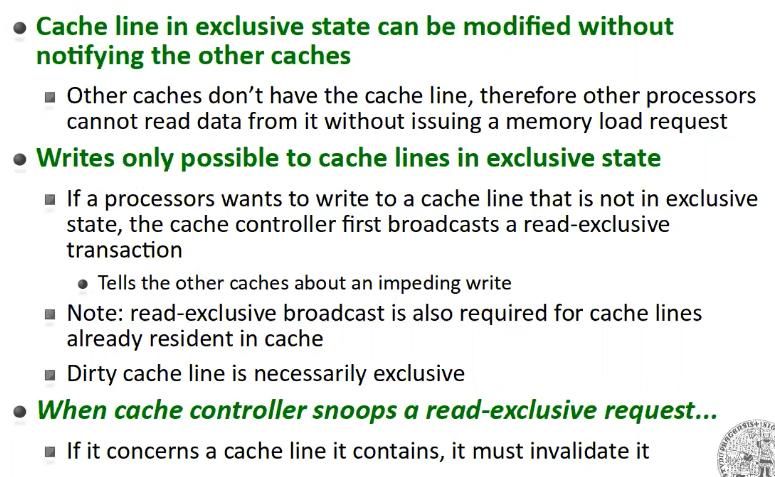 Cache line in exclusive state can be modified without
notifying the other caches
Other caches don't have the cache line, therefore other processors
cannot read data from it without issuing a memory load request
Writes only possible to cache lines in exclusive state
If a processors wants to write to a cache line that is not in exclusive
state, the cache controller first broadcasts a read-exclusive
transaction
Tells the other caches about an impeding write
Note: read-exclusive broadcast is also required for cache lines
already resident in cache
Dirty cache line is necessarily exclusive
When cache controller snoops a read-exclusive request...
If it concerns a cache line it contains, it must invalidate it